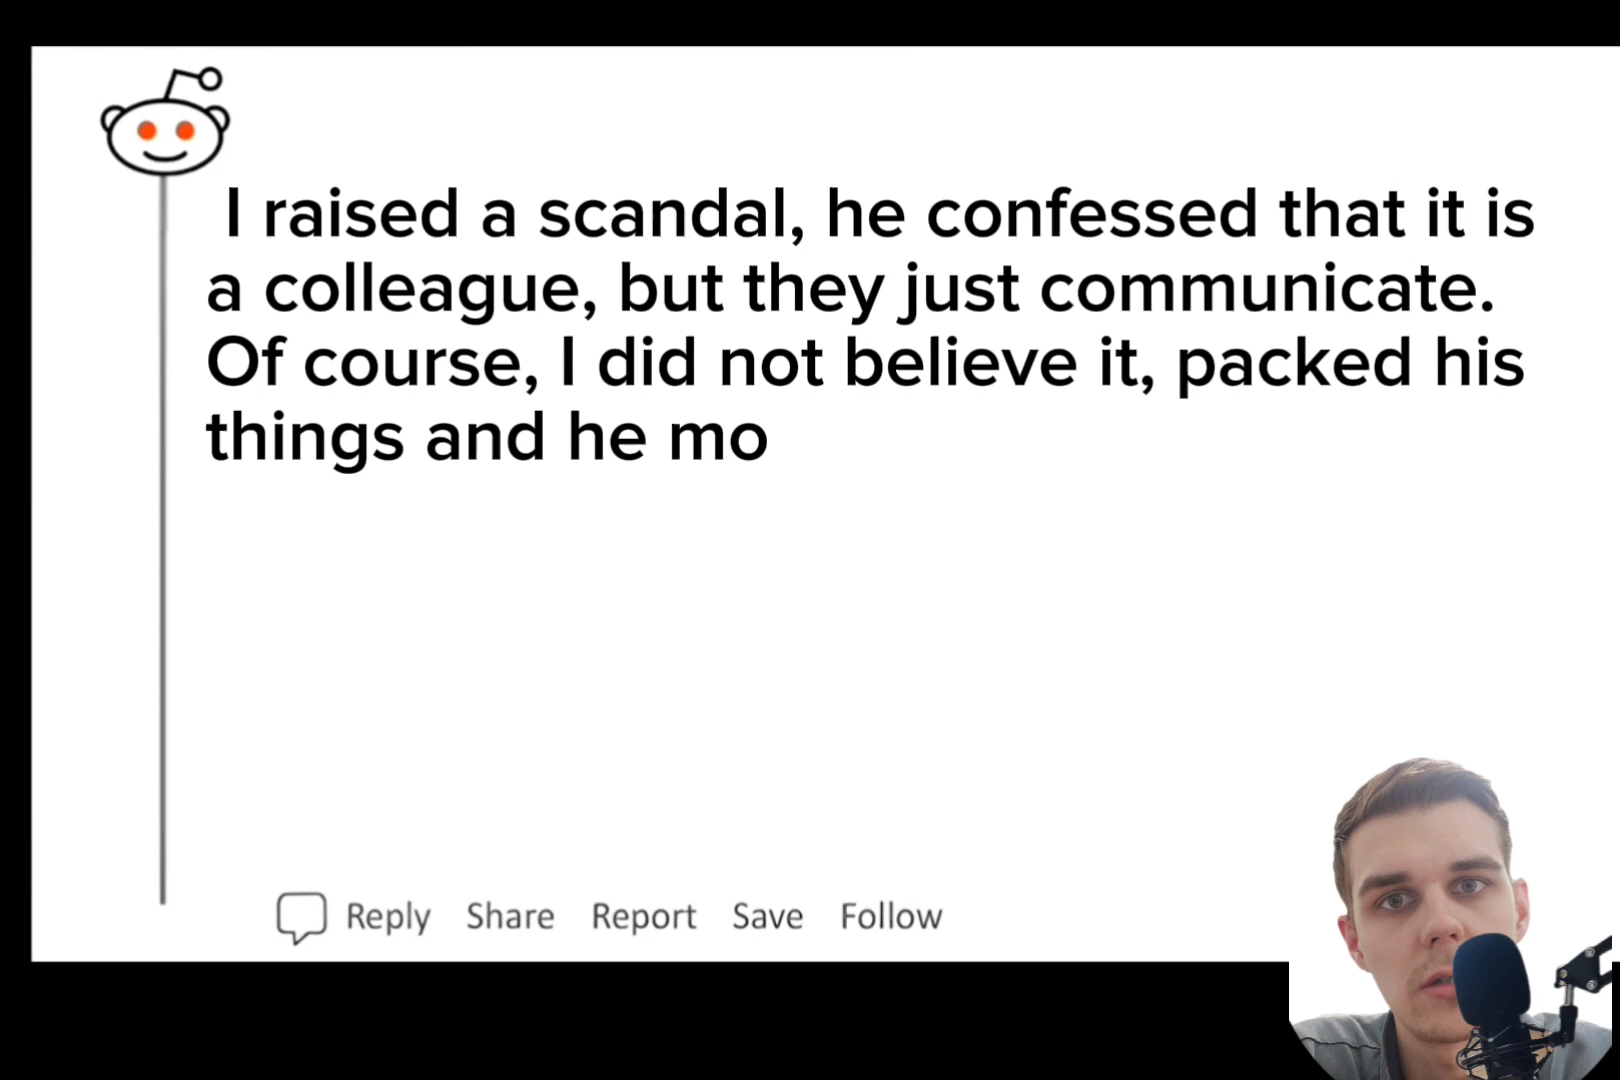 I raised a scandal, he confessed that it is
a colleague, but they just communicate.
Of course, I did not believe it, packed his
things and he mo
Reply Share Report Save Follow